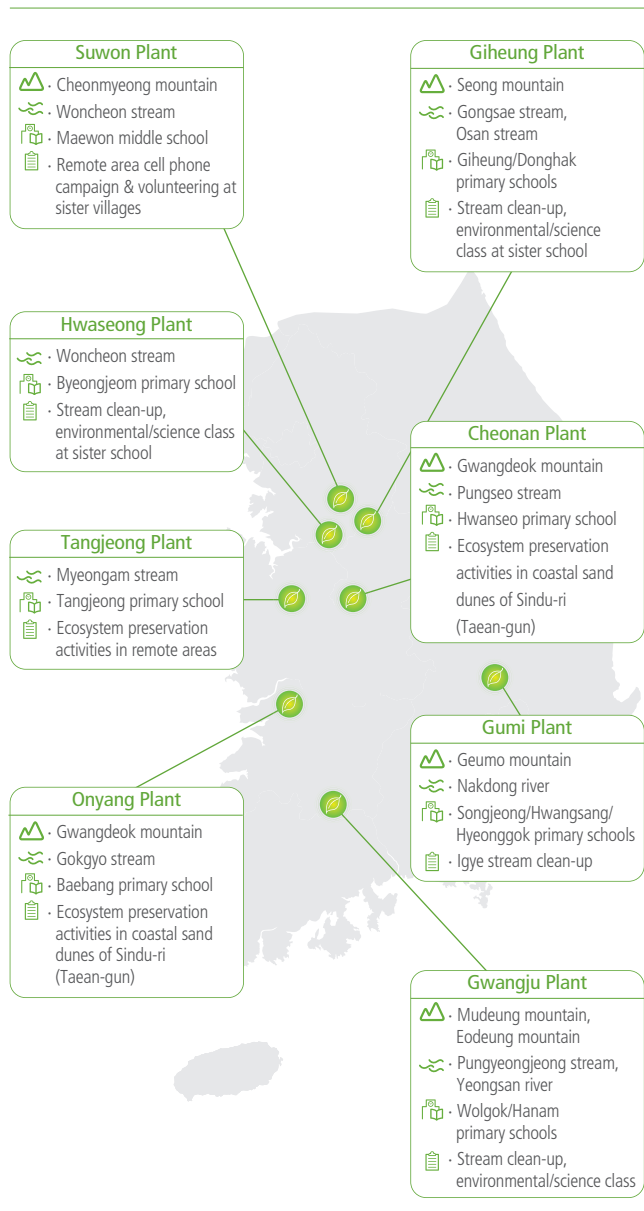 Suwon Plant
· Cheonmyeong mountain
· Woncheon stream
· Maewon middle school
· Remote area cell phone
campaign & volunteering at
sister villages
Giheung Plant
· Seong mountain
· Gongsae stream,
Osan stream
· Giheung/Donghak
primary schools
· Stream clean-up,
environmental/science
class at sister school
Hwaseong Plant
· Woncheon stream
· Byeongjeom primary school
· Stream clean-up,
environmental/science class
at sister school
Cheonan Plant
· Gwangdeok mountain
· Pungseo stream
· Hwanseo primary school
· Ecosystem preservation
activities in coastal sand
dunes of Sindu-ri
(Taean-gun)
Tangjeong Plant
· Myeongam stream
· Tangjeong primary school
· Ecosystem preservation
activities in remote areas
Gumi Plant
· Geumo mountain
· Nakdong river
· Songjeong/Hwangsang/
Hyeonggok primary schools
· Igye stream clean-up
Onyang Plant
· Gwangdeok mountain
· Gokgyo stream
· Baebang primary school
· Ecosystem preservation
activities in coastal sand
dunes of Sindu-ri
(Taean-gun)
Gwangju Plant
· Mudeung mountain,
Eodeung mountain
· Pungyeongjeong stream,
Yeongsan river
· Wolgok/Hanam
primary schools
· Stream clean-up,
environmental/science class